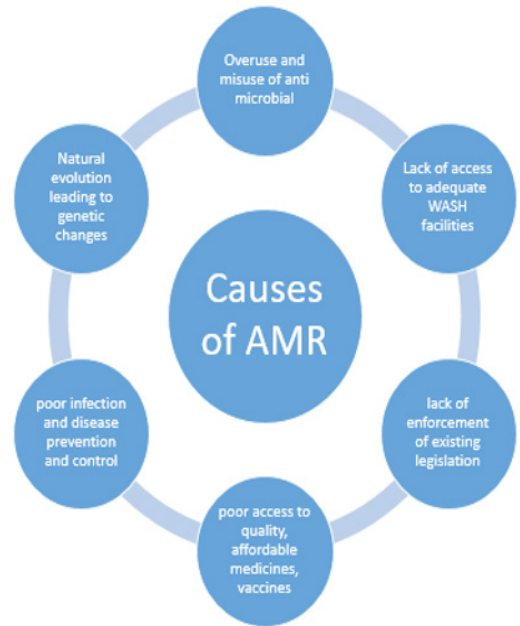 Overuse and
misuse of anti
microbial
Lack of access
to adequate
WASH
facilities
lack of
enforcement
of existing
legislation
poor access to
quality,
affordable
medicines,
vaccines
poor infection
and disease
prevention
and control
Natural
evolution
leading to
genetic
changes
Causes
of AMR